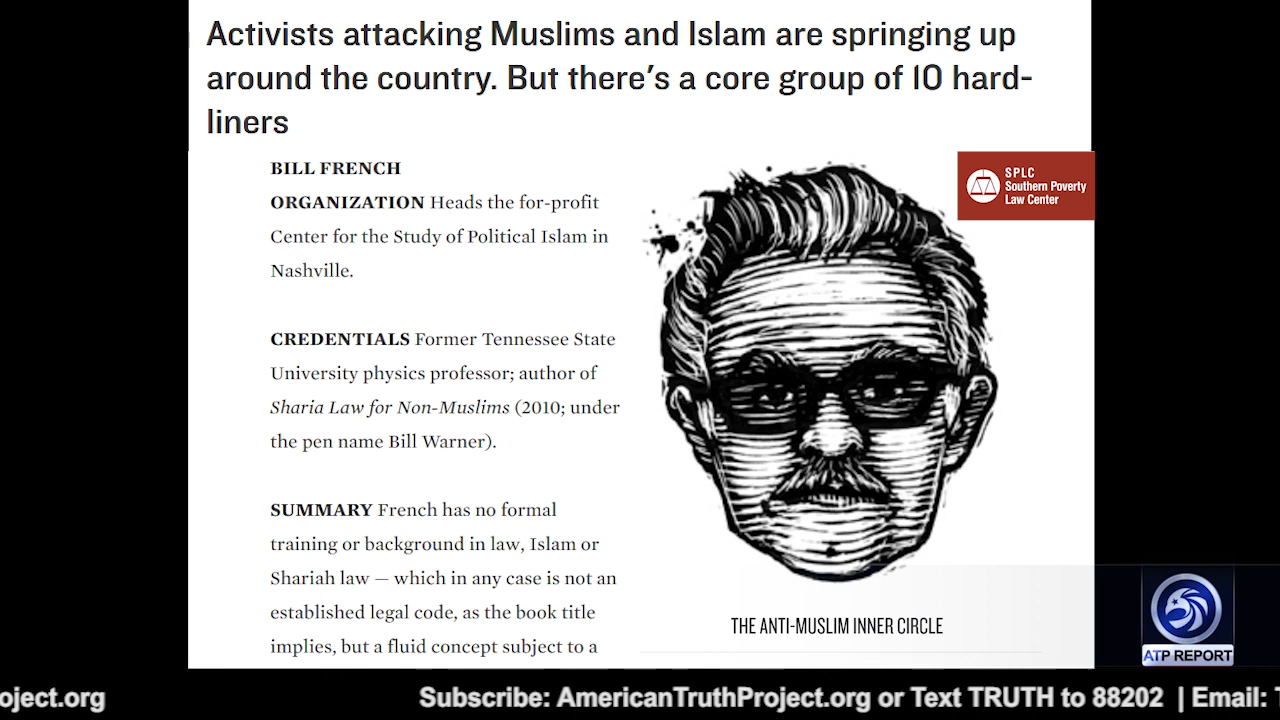 Activists attacking Muslims and Islam are springing up
around the country. But there's a core group of 10 hard-
liners
BILL FRENCH
ORGANIZATION Heads the for-profit
Center for the Study of Political Islam in
Nashville.
CREDENTIALS Former Tennessee State
University physics professor; author of
Sharia Law for Non-Muslims (2010; under
the pen name Bill Warner).
SUMMARY French has no formal
training or background in law, Islam or
Shariah law — which in any case is not an
established legal code, as the book title
implies, but a fluid concept subject to a
SPLC
Southern Poverty
Law Center
THE ANTI-MUSLIM INNER CIRCLE
ATP REPORT
oject.org Subscribe: AmericanTruthProject.org or Text TRUTH to 88202 | Email: